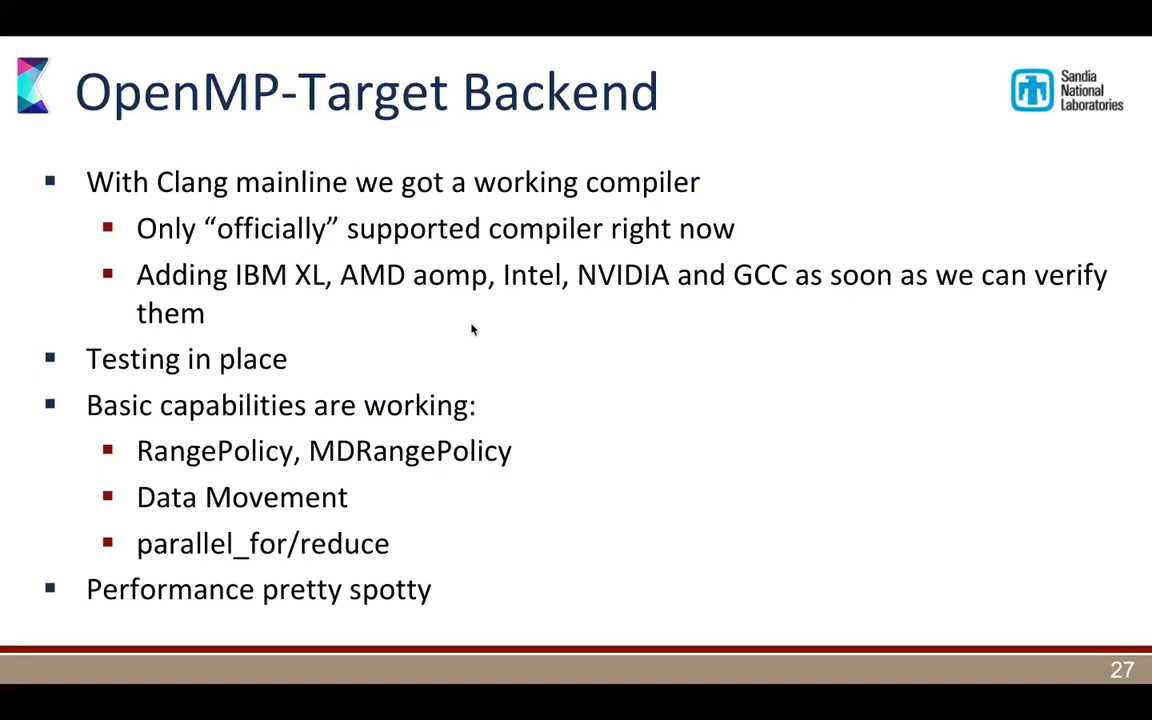 OpenMP-Target Backend
Sandia
National
Laboratories
▪ With Clang mainline we got a working compiler
▪ Only “officially” supported compiler right now
▪ Adding IBM XL, AMD aomp, Intel, NVIDIA and GCC as soon as we can verify
them
▪ Testing in place
▪ Basic capabilities are working:
▪ RangePolicy, MDRangePolicy
▪ Data Movement
▪ parallel_for/reduce
▪ Performance pretty spotty
27